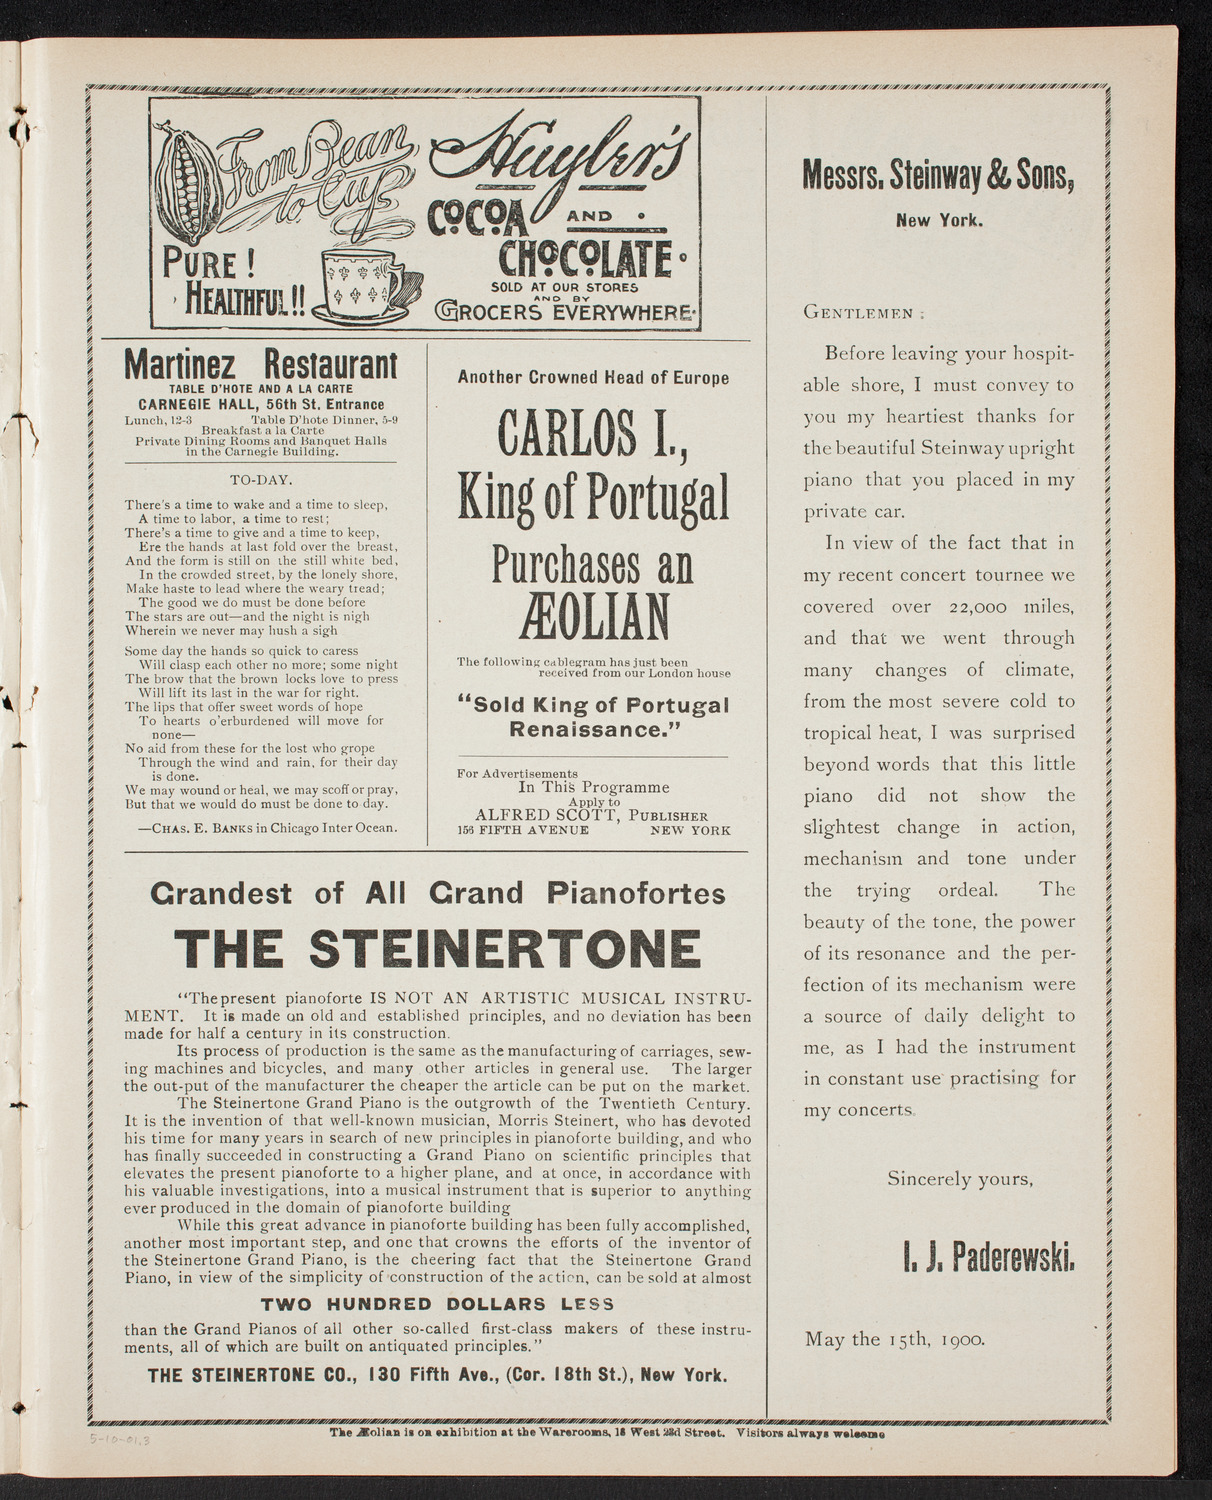 From Bean
to Cup
PURE!
HEALTHFUL!!
Huyler's
COCOA AND
CHOCOLATE
SOLD AT OUR STORES
AND BY
GROCERS EVERYWHERE
Martinez Restaurant
TABLE D'HOTE AND A LA CARTE
CARNEGIE HALL, 56th St. Entrance
Lunch, 12-3 Table D'hote Dinner, 5-9
Breakfast a la Carte
Private Dining Rooms and Banquet Halls
in the Carnegie Building.
TO-DAY.
There's a time to wake and a time to sleep,
A time to labor, a time to rest;
There's a time to give and a time to keep,
Ere the hands at last fold over the breast,
And the form is still on the still white bed,
In the crowded street, by the lonely shore,
Make haste to lead where the weary tread;
The good we do must be done before
The stars are out—and the night is nigh
Wherein we never may hush a sigh
Some day the hands so quick to caress
Will clasp each other no more; some night
The brow that the brown locks love to press
Will lift its last in the war for right.
The lips that offer sweet words of hope
To hearts o'erburdened will move for
none—
No aid from these for the lost who grope
Through the wind and rain, for their day
is done.
We may wound or heal, we may scoff or pray,
But that we would do must be done to day.
—CHAS. E. BANKS in Chicago Inter Ocean.
Another Crowned Head of Europe
CARLOS I.,
King of Portugal
Purchases an
ÆOLIAN
The following cablegram has just been
received from our London house
"Sold King of Portugal
Renaissance."
For Advertisements
In This Programme
Apply to
ALFRED SCOTT, PUBLISHER
156 FIFTH AVENUE NEW YORK
Grandest of All Grand Pianofortes
THE STEINERTONE
"The present pianoforte IS NOT AN ARTISTIC MUSICAL INSTRU-
MENT. It is made on old and established principles, and no deviation has been
made for half a century in its construction.
Its process of production is the same as the manufacturing of carriages, sew-
ing machines and bicycles, and many other articles in general use. The larger
the out-put of the manufacturer the cheaper the article can be put on the market.
The Steinertone Grand Piano is the outgrowth of the Twentieth Century.
It is the invention of that well-known musician, Morris Steinert, who has devoted
his time for many years in search of new principles in pianoforte building, and who
has finally succeeded in constructing a Grand Piano on scientific principles that
elevates the present pianoforte to a higher plane, and at once, in accordance with
his valuable investigations, into a musical instrument that is superior to anything
ever produced in the domain of pianoforte building
While this great advance in pianoforte building has been fully accomplished,
another most important step, and one that crowns the efforts of the inventor of
the Steinertone Grand Piano, is the cheering fact that the Steinertone Grand
Piano, in view of the simplicity of construction of the action, can be sold at almost
TWO HUNDRED DOLLARS LESS
than the Grand Pianos of all other so-called first-class makers of these instru-
ments, all of which are built on antiquated principles."
THE STEINERTONE CO., 130 Fifth Ave., (Cor. 18th St.), New York.
Messrs. Steinway & Sons,
New York.
GENTLEMEN :
Before leaving your hospit-
able shore, I must convey to
you my heartiest thanks for
the beautiful Steinway upright
piano that you placed in my
private car.
In view of the fact that in
my recent concert tournee we
covered over 22,000 miles,
and that we went through
many changes of climate,
from the most severe cold to
tropical heat, I was surprised
beyond words that this little
piano did not show the
slightest change in action,
mechanism and tone under
the trying ordeal. The
beauty of the tone, the power
of its resonance and the per-
fection of its mechanism were
a source of daily delight to
me, as I had the instrument
in constant use practising for
my concerts.
Sincerely yours,
I. J. Paderewski.
May the 15th, 1900.
The Æolian is on exhibition at the Warerooms, 18 West 23d Street. Visitors always welcome
5-10-01.3